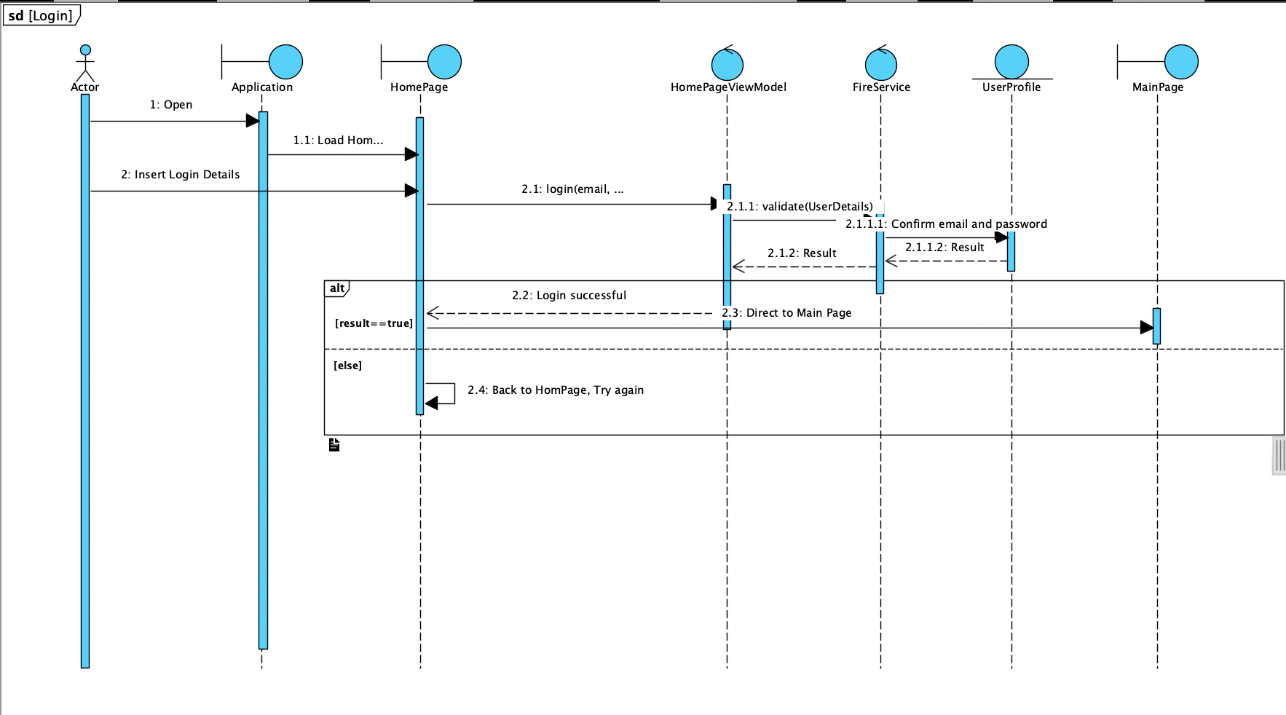 sd [Login]
Actor
Application
HomePage
HomePageViewModel
FireService
UserProfile
MainPage
1: Open
1.1: Load Hom...
2: Insert Login Details
2.1: login(email, ...
2.1.1: validate(UserDetails)
2.1.1.1: Confirm email and password
2.1.1.2: Result
2.1.2: Result
alt
2.2: Login successful
2.3: Direct to Main Page
[result==true]
[else]
2.4: Back to HomPage, Try again